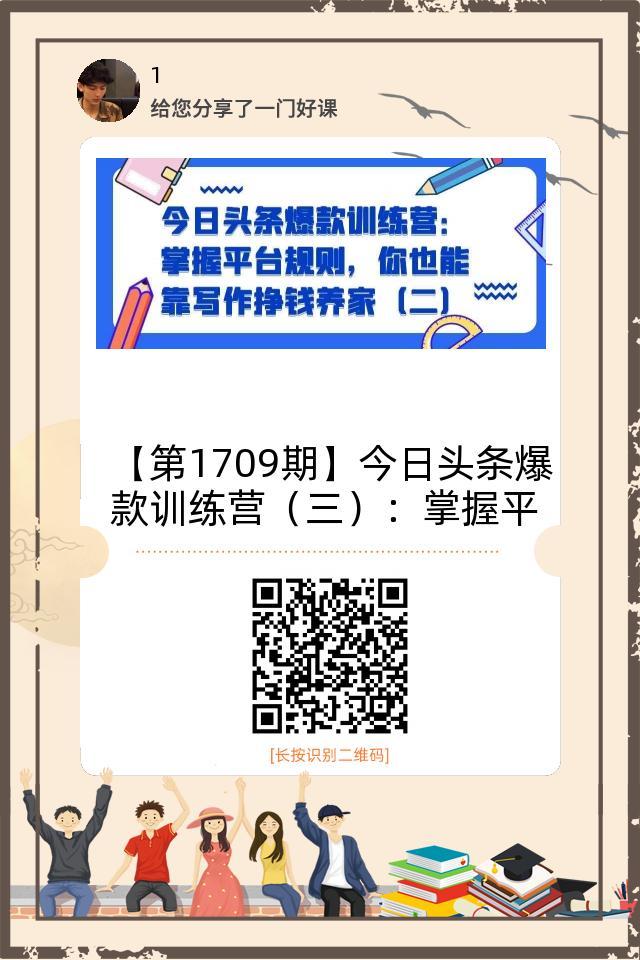 1
给您分享了一门好课
今日头条爆款训练营：
掌握平台规则，你也能
靠写作挣钱养家（二）
【第1709期】今日头条爆
款训练营（三）：掌握平
[长按识别二维码]